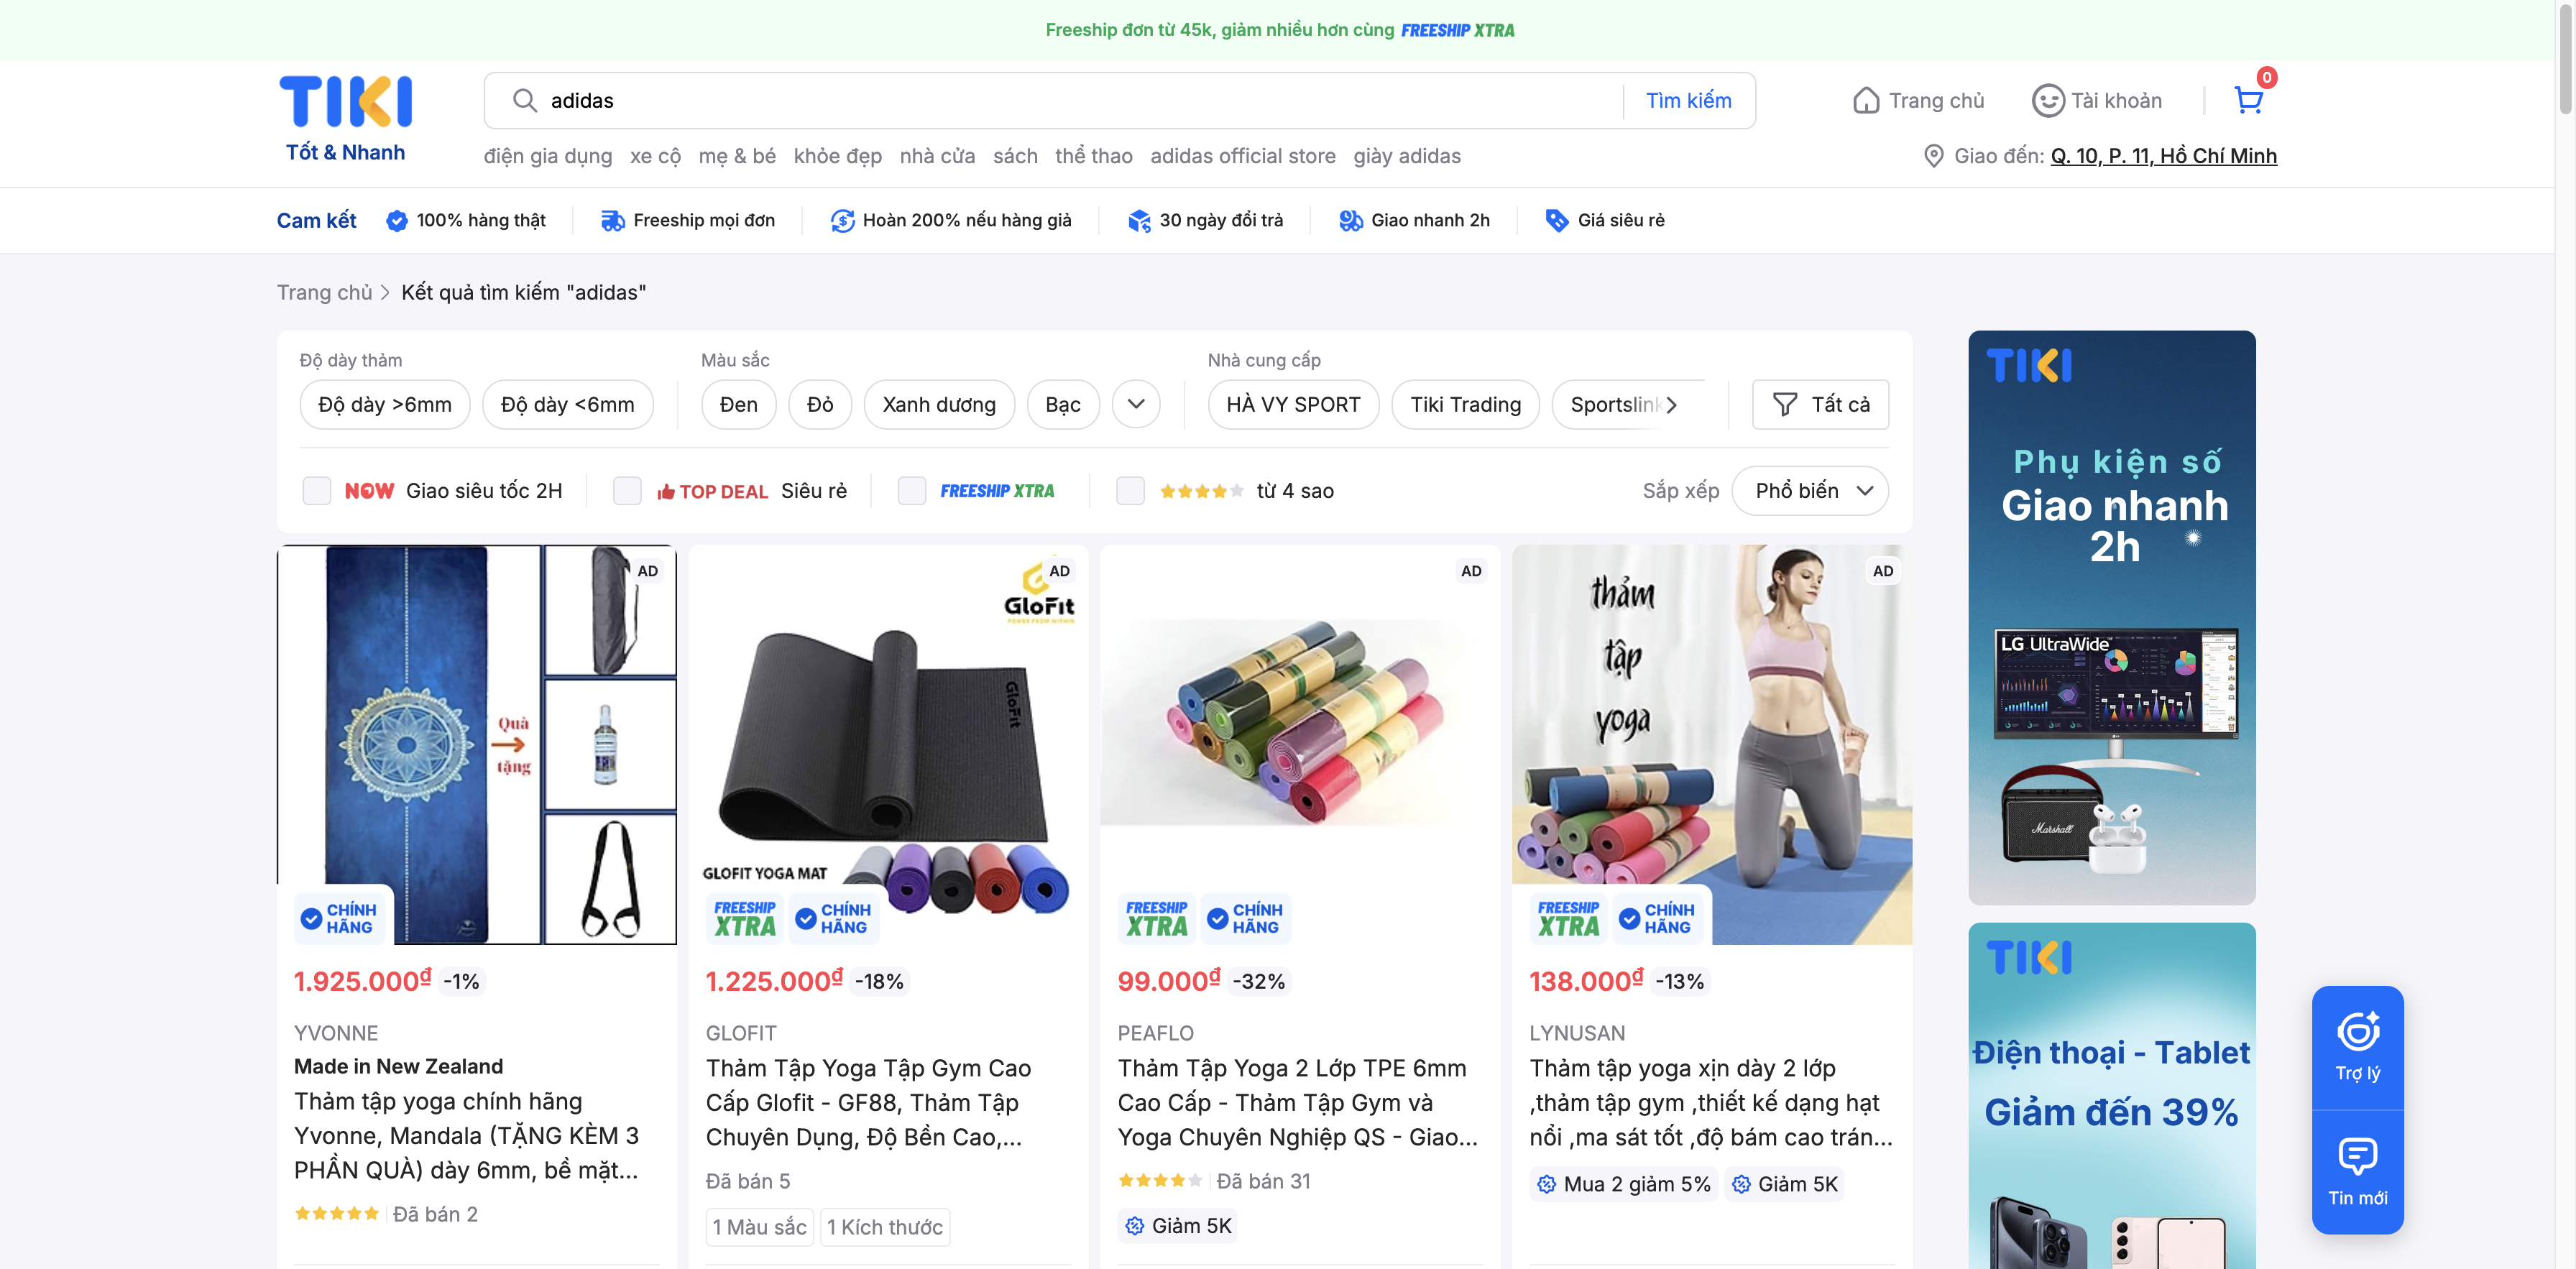 Freeship đơn từ 45k, giảm nhiều hơn cùng FREESHIP XTRA
TIKI
Tốt & Nhanh
adidas
Tìm kiếm
Trang chủ
Tài khoản
0
điện gia dụng xe cộ mẹ & bé khỏe đẹp nhà cửa sách thể thao adidas official store giày adidas
Giao đến: Q. 10, P. 11, Hồ Chí Minh
Cam kết
100% hàng thật
Freeship mọi đơn
Hoàn 200% nếu hàng giả
30 ngày đổi trả
Giao nhanh 2h
Giá siêu rẻ
Trang chủ > Kết quả tìm kiếm "adidas"
Độ dày thảm
Độ dày >6mm
Độ dày <6mm
Màu sắc
Đen
Đỏ
Xanh dương
Bạc
Nhà cung cấp
HÀ VY SPORT
Tiki Trading
Sportslink
Tất cả
NOW Giao siêu tốc 2H
TOP DEAL Siêu rẻ
FREESHIP XTRA
từ 4 sao
Sắp xếp
Phổ biến
AD
Quà
tặng
CHÍNH
HÃNG
1.925.000₫ -1%
YVONNE
Made in New Zealand
Thảm tập yoga chính hãng
Yvonne, Mandala (TẶNG KÈM 3
PHẦN QUÀ) dày 6mm, bề mặt...
Đã bán 2
AD
GLOFIT
POWER FROM WITHIN
GloFit
GLOFIT YOGA MAT
FREESHIP
XTRA
CHÍNH
HÃNG
1.225.000₫ -18%
GLOFIT
Thảm Tập Yoga Tập Gym Cao
Cấp Glofit - GF88, Thảm Tập
Chuyên Dụng, Độ Bền Cao,...
Đã bán 5
1 Màu sắc
1 Kích thước
AD
FREESHIP
XTRA
CHÍNH
HÃNG
99.000₫ -32%
PEAFLO
Thảm Tập Yoga 2 Lớp TPE 6mm
Cao Cấp - Thảm Tập Gym và
Yoga Chuyên Nghiệp QS - Giao...
Đã bán 31
Giảm 5K
AD
thảm
tập
yoga
FREESHIP
XTRA
CHÍNH
HÃNG
138.000₫ -13%
LYNUSAN
Thảm tập yoga xịn dày 2 lớp
,thảm tập gym ,thiết kế dạng hạt
nổi ,ma sát tốt ,độ bám cao trán...
Mua 2 giảm 5%
Giảm 5K
TIKI
Phụ kiện số
Giao nhanh
2h
LG UltraWide
Marshall
TIKI
Điện thoại - Tablet
Giảm đến 39%
Trợ lý
Tin mới